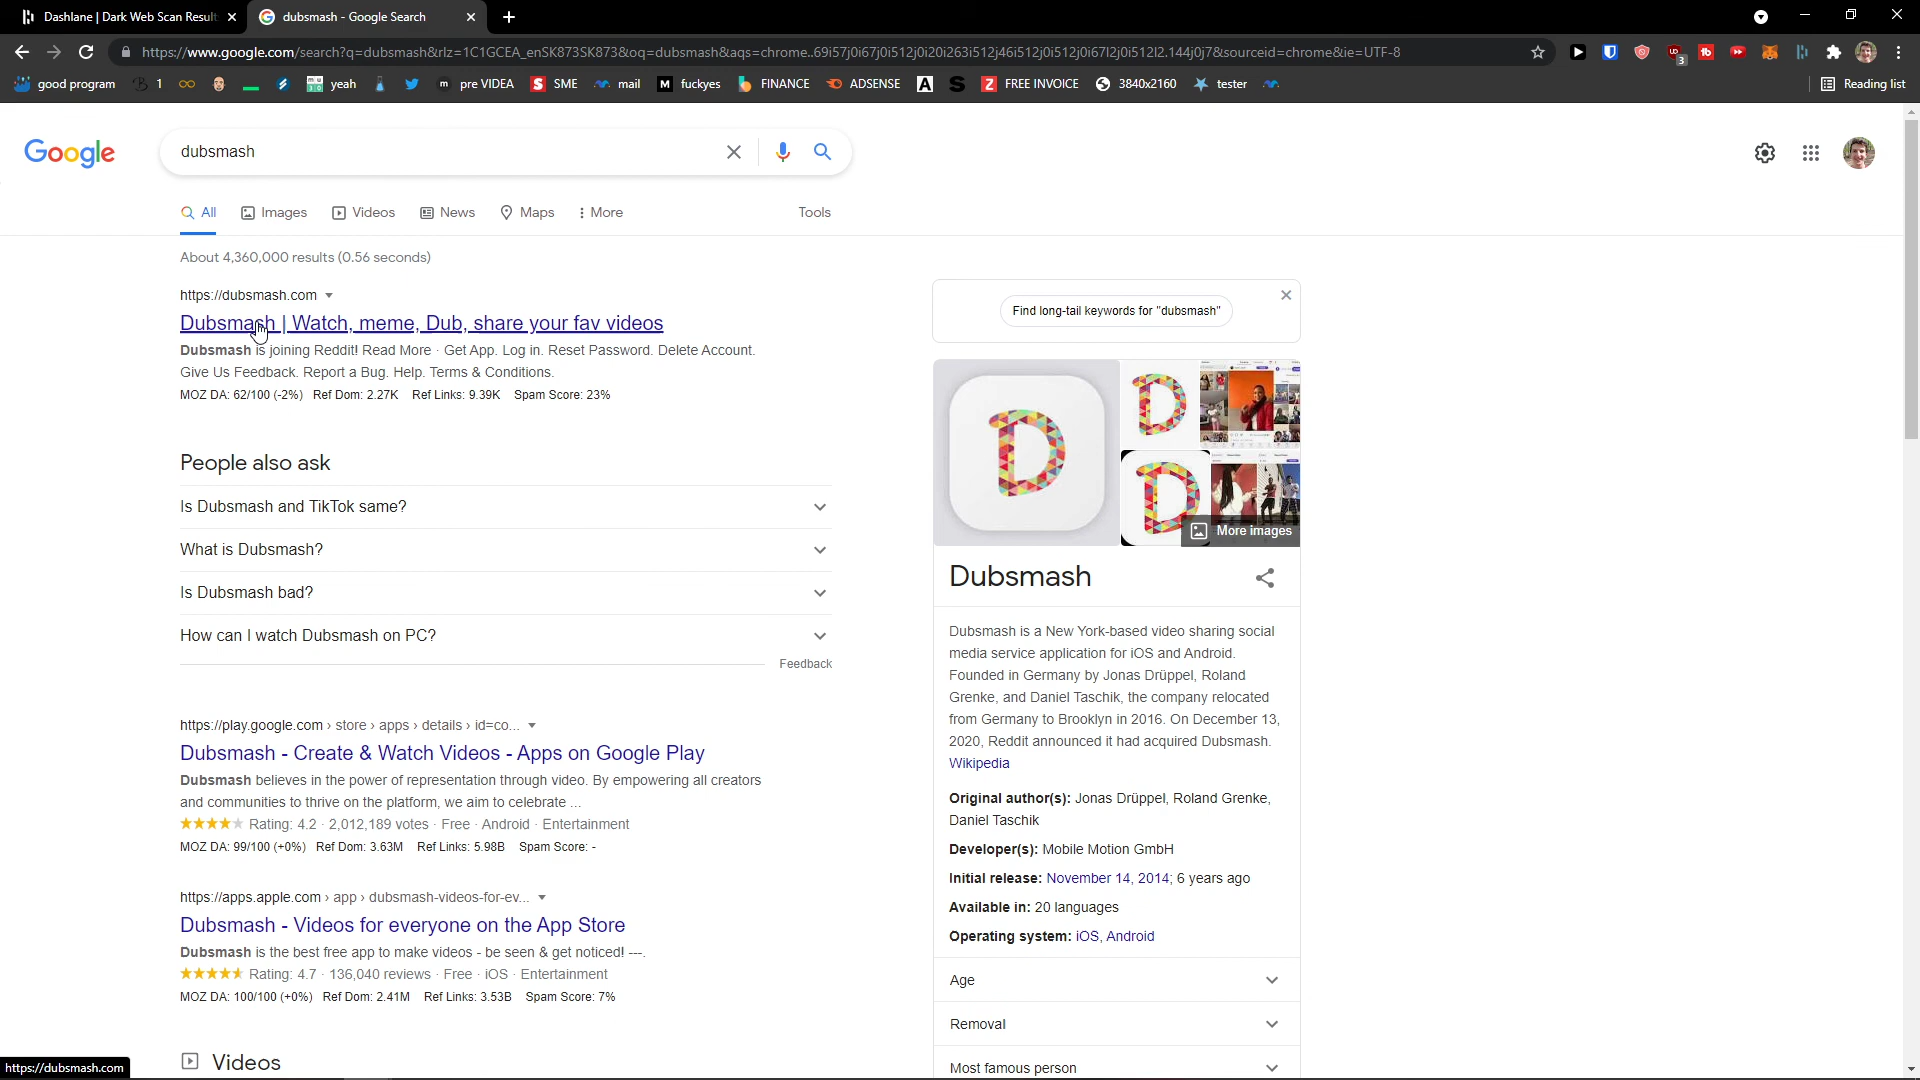 Dashlane | Dark Web Scan Result
dubsmash - Google Search
https://www.google.com/search?q=dubsmash&rlz=1C1GCEA_enSK873SK873&oq=dubsmash&aqs=chrome..69i57j0i67j0i512j0i20i263i512j46i512j0i512j0i67l2j0i512l2.144j0j7&sourceid=chrome&ie=UTF-8
3
good program
1
yeah
pre VIDEA
SME
mail
fuckyes
FINANCE
ADSENSE
FREE INVOICE
3840x2160
tester
Reading list
Google
dubsmash
All
Images
Videos
News
Maps
More
Tools
About 4,360,000 results (0.56 seconds)
https://dubsmash.com
Dubsmash | Watch, meme, Dub, share your fav videos
Dubsmash is joining Reddit! Read More · Get App. Log in. Reset Password. Delete Account.
Give Us Feedback. Report a Bug. Help. Terms & Conditions.
MOZ DA: 62/100 (-2%) Ref Dom: 2.27K Ref Links: 9.39K Spam Score: 23%
People also ask
Is Dubsmash and TikTok same?
What is Dubsmash?
Is Dubsmash bad?
How can I watch Dubsmash on PC?
Feedback
https://play.google.com › store › apps › details › id=co...
Dubsmash - Create & Watch Videos - Apps on Google Play
Dubsmash believes in the power of representation through video. By empowering all creators
and communities to thrive on the platform, we aim to celebrate ...
Rating: 4.2 · 2,012,189 votes · Free · Android · Entertainment
MOZ DA: 99/100 (+0%) Ref Dom: 3.63M Ref Links: 5.98B Spam Score: -
https://apps.apple.com › app › dubsmash-videos-for-ev...
Dubsmash - Videos for everyone on the App Store
Dubsmash is the best free app to make videos - be seen & get noticed! ---.
Rating: 4.7 · 136,040 reviews · Free · iOS · Entertainment
MOZ DA: 100/100 (+0%) Ref Dom: 2.41M Ref Links: 3.53B Spam Score: 7%
Videos
Find long-tail keywords for "dubsmash"
More images
Dubsmash
Dubsmash is a New York-based video sharing social
media service application for iOS and Android.
Founded in Germany by Jonas Drüppel, Roland
Grenke, and Daniel Taschik, the company relocated
from Germany to Brooklyn in 2016. On December 13,
2020, Reddit announced it had acquired Dubsmash.
Wikipedia
Original author(s): Jonas Drüppel, Roland Grenke,
Daniel Taschik
Developer(s): Mobile Motion GmbH
Initial release: November 14, 2014; 6 years ago
Available in: 20 languages
Operating system: iOS, Android
Age
Removal
Most famous person
https://dubsmash.com